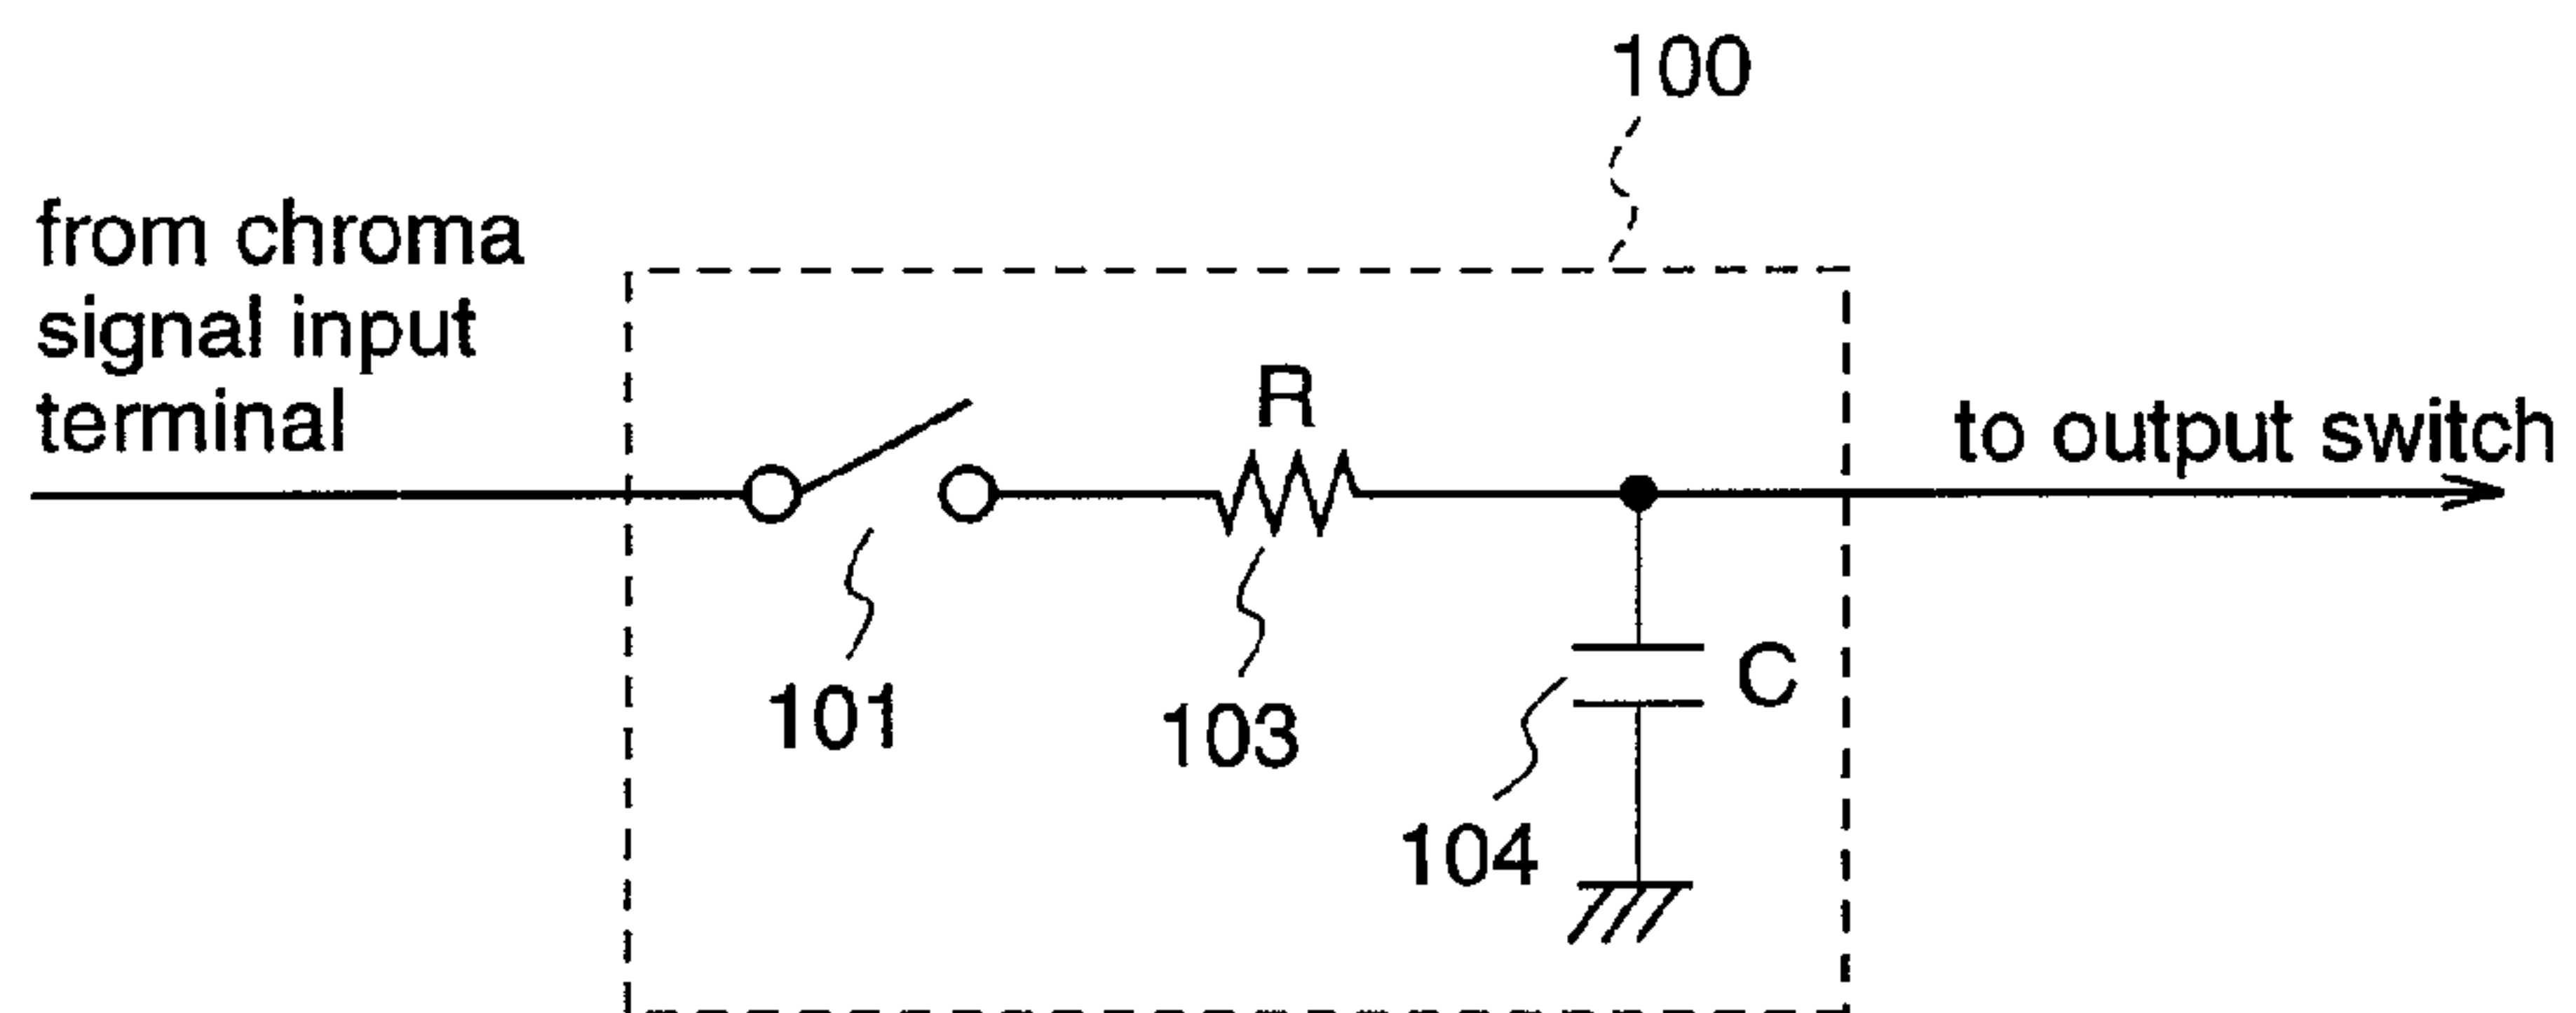 100
from chroma
signal input
terminal
R
to output switch
101
103
C
104